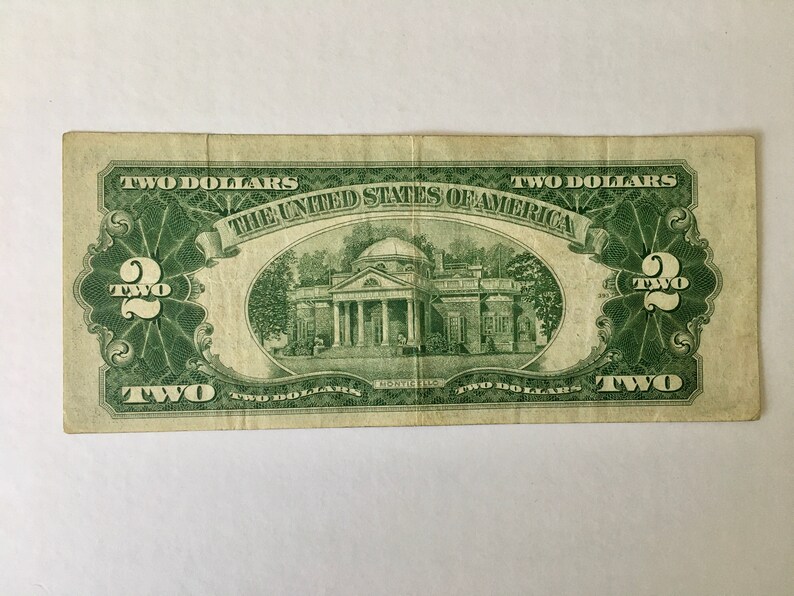 TWO DOLLARS TWO DOLLARS
THE UNITED STATES OF AMERICA
2 2
TWO TWO
MONTICELLO
TWO TWO DOLLARS TWO DOLLARS TWO